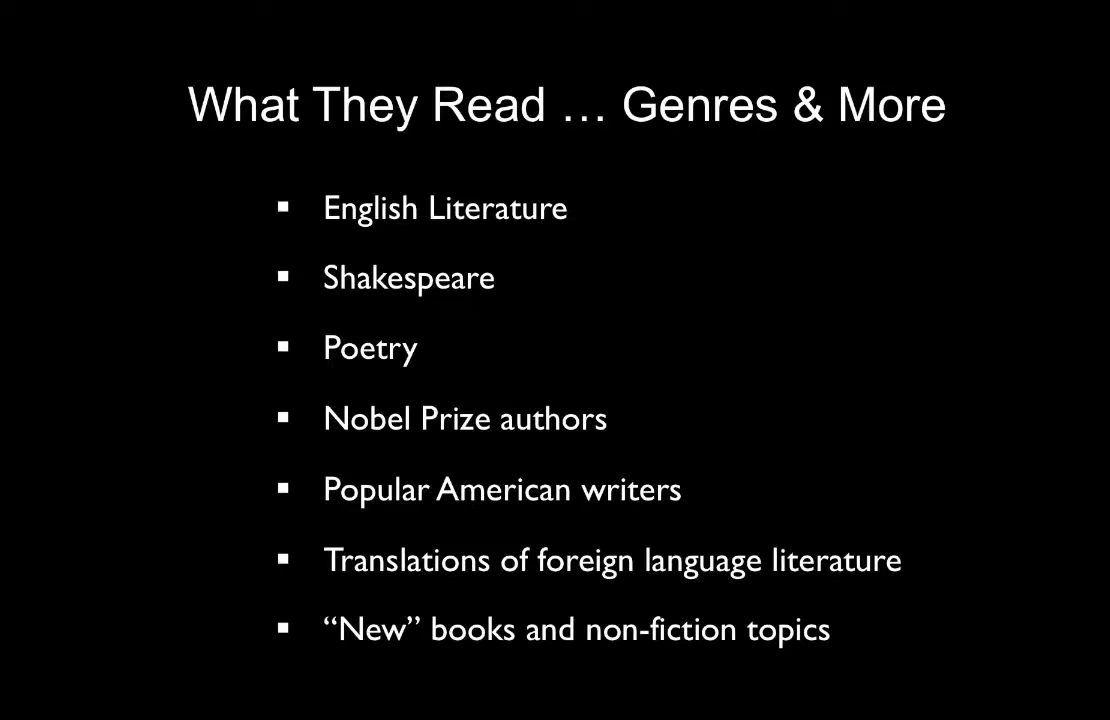 What They Read … Genres & More
▪ English Literature
▪ Shakespeare
▪ Poetry
▪ Nobel Prize authors
▪ Popular American writers
▪ Translations of foreign language literature
▪ “New” books and non-fiction topics